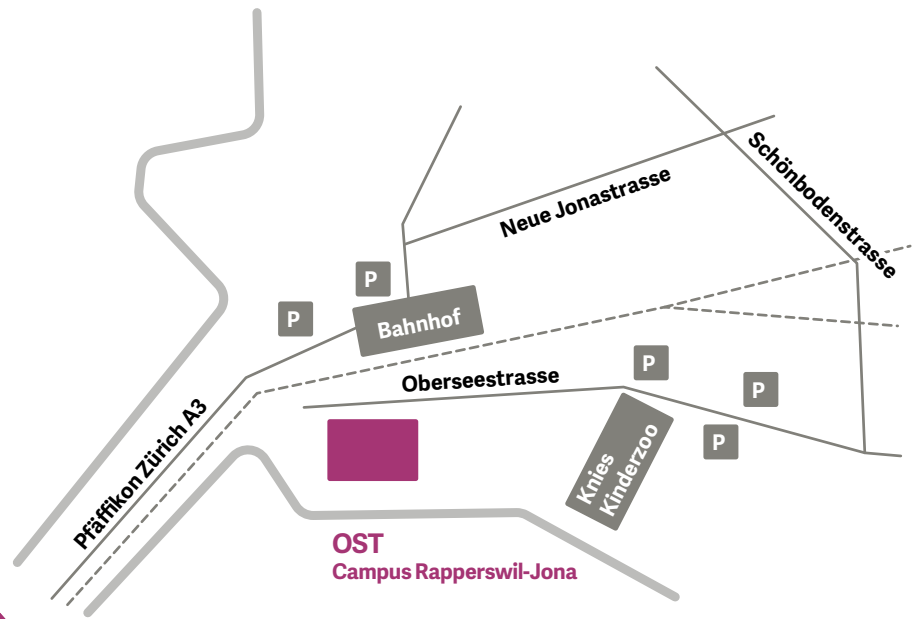 Schönbodenstrasse
Neue Jonastrasse
P
P
Bahnhof
P
Oberseestrasse
P
P
Pfäffikon Zürich A3
Knies
Kinderzoo
OST
Campus Rapperswil-Jona